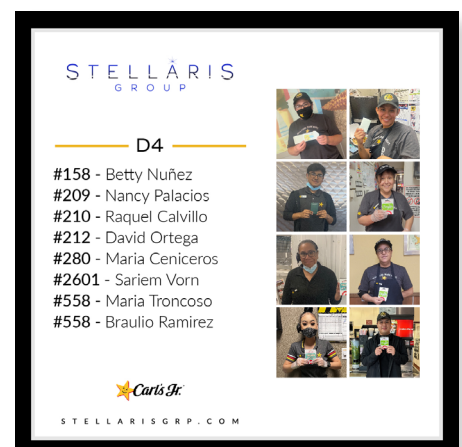 STELLARIS
GROUP
D4
#158 - Betty Nuñez
#209 - Nancy Palacios
#210 - Raquel Calvillo
#212 - David Ortega
#280 - Maria Ceniceros
#2601 - Sariem Vorn
#558 - Maria Troncoso
#558 - Braulio Ramirez
Carl's Jr.
STELLARISGRP.COM